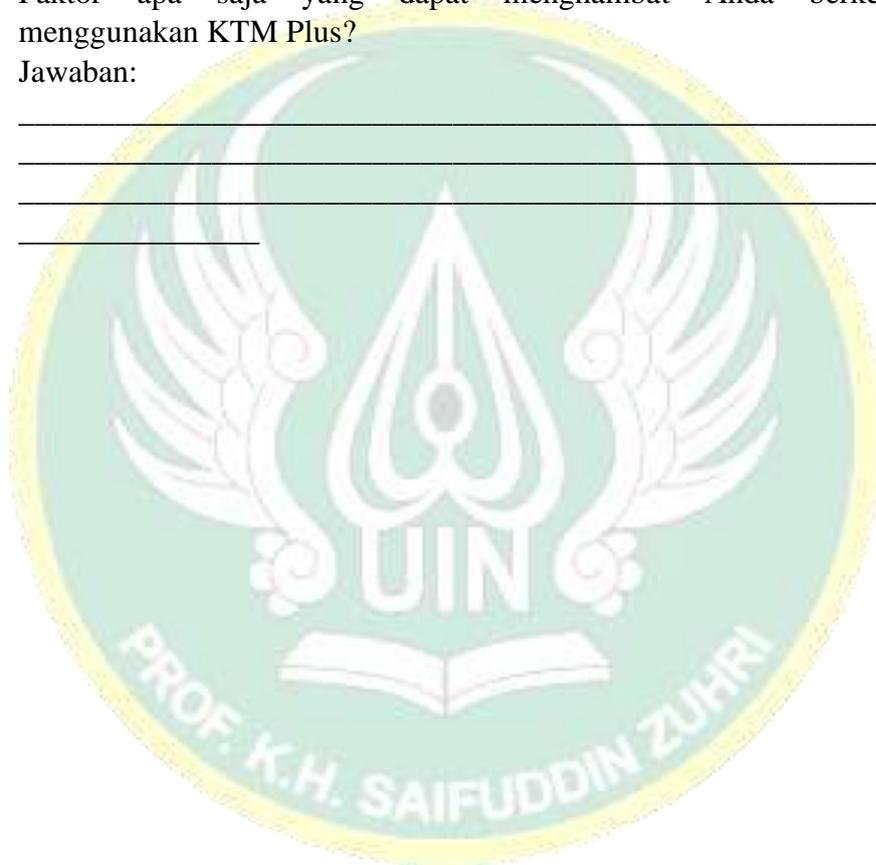 Faktor apa saja yang dapat menghambat Anda
menggunakan KTM Plus?
Jawaban:
UIN
PROF. K.H. SAIFUDDIN ZUHRI